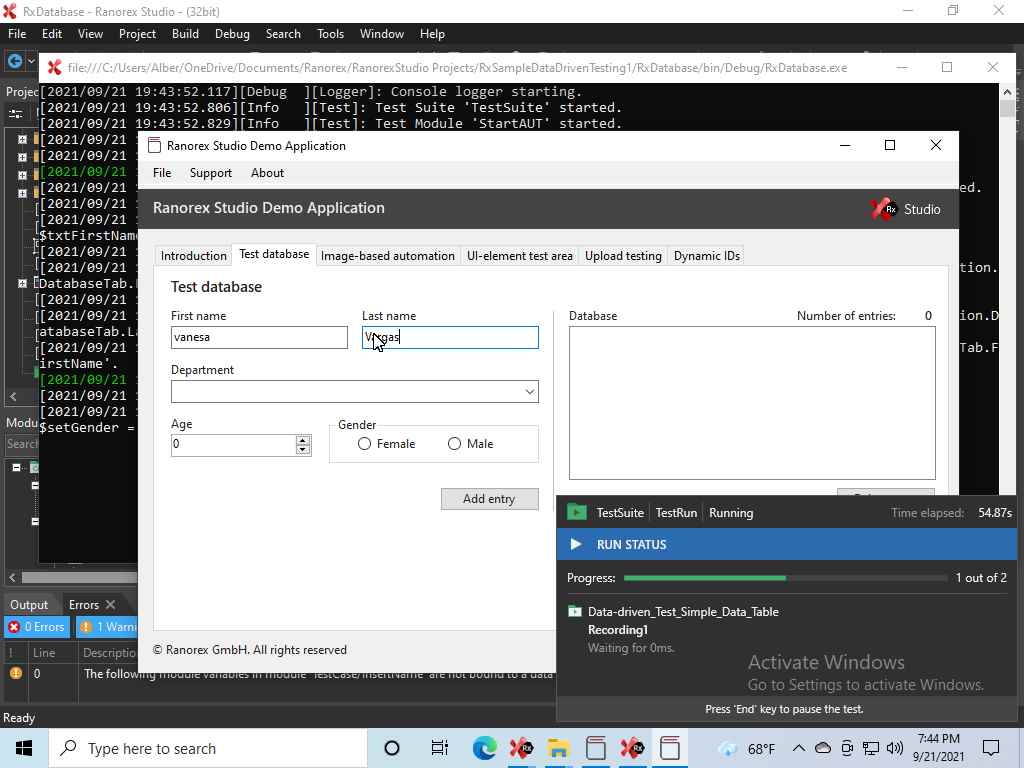 RxDatabase - Ranorex Studio - (32bit)
File Edit View Project Build Debug Search Tools Window Help
file:///C:/Users/Alber/OneDrive/Documents/Ranorex/RanorexStudio Projects/RxSampleDataDrivenTesting1/RxDatabase/bin/Debug/RxDatabase.exe
Projec
[2021/09/21 19:43:52.117][Debug ][Logger]: Console logger starting.
[2021/09/21 19:43:52.806][Info ][Test]: Test Suite 'TestSuite' started.
[2021/09/21 19:43:52.829][Info ][Test]: Test Module 'StartAUT' started.
[2021/09/21
[2021/09/21
[2021/09/21
[2021/09/21 ed.
[2021/09/21
[2021/09/21
$txtFirstName
[2021/09/21
[2021/09/21 tion.
DatabaseTab.
[2021/09/21
[2021/09/21 ion.D
atabaseTab.La
[2021/09/21 Tab.F
irstName'.
[2021/09/21
[2021/09/21
[2021/09/21
$setGender =
Ranorex Studio Demo Application
File Support About
Ranorex Studio Demo Application
Rx Studio
Introduction Test database Image-based automation UI-element test area Upload testing Dynamic IDs
Test database
First name Last name
vanesa Vargas
Department
Age Gender
0 Female Male
Add entry
Database Number of entries: 0
© Ranorex GmbH. All rights reserved
Modu
Search
Output Errors
0 Errors 1 Warni
! Line Descriptio
0 The following module variables in module 'TestCase/InsertName' are not bound to a data
Ready
TestSuite TestRun Running Time elapsed: 54.87s
RUN STATUS
Progress: 1 out of 2
Data-driven_Test_Simple_Data_Table
Recording1
Waiting for 0ms.
Activate Windows
Go to Settings to activate Windows.
Press 'End' key to pause the test.
Type here to search
68°F
7:44 PM
9/21/2021